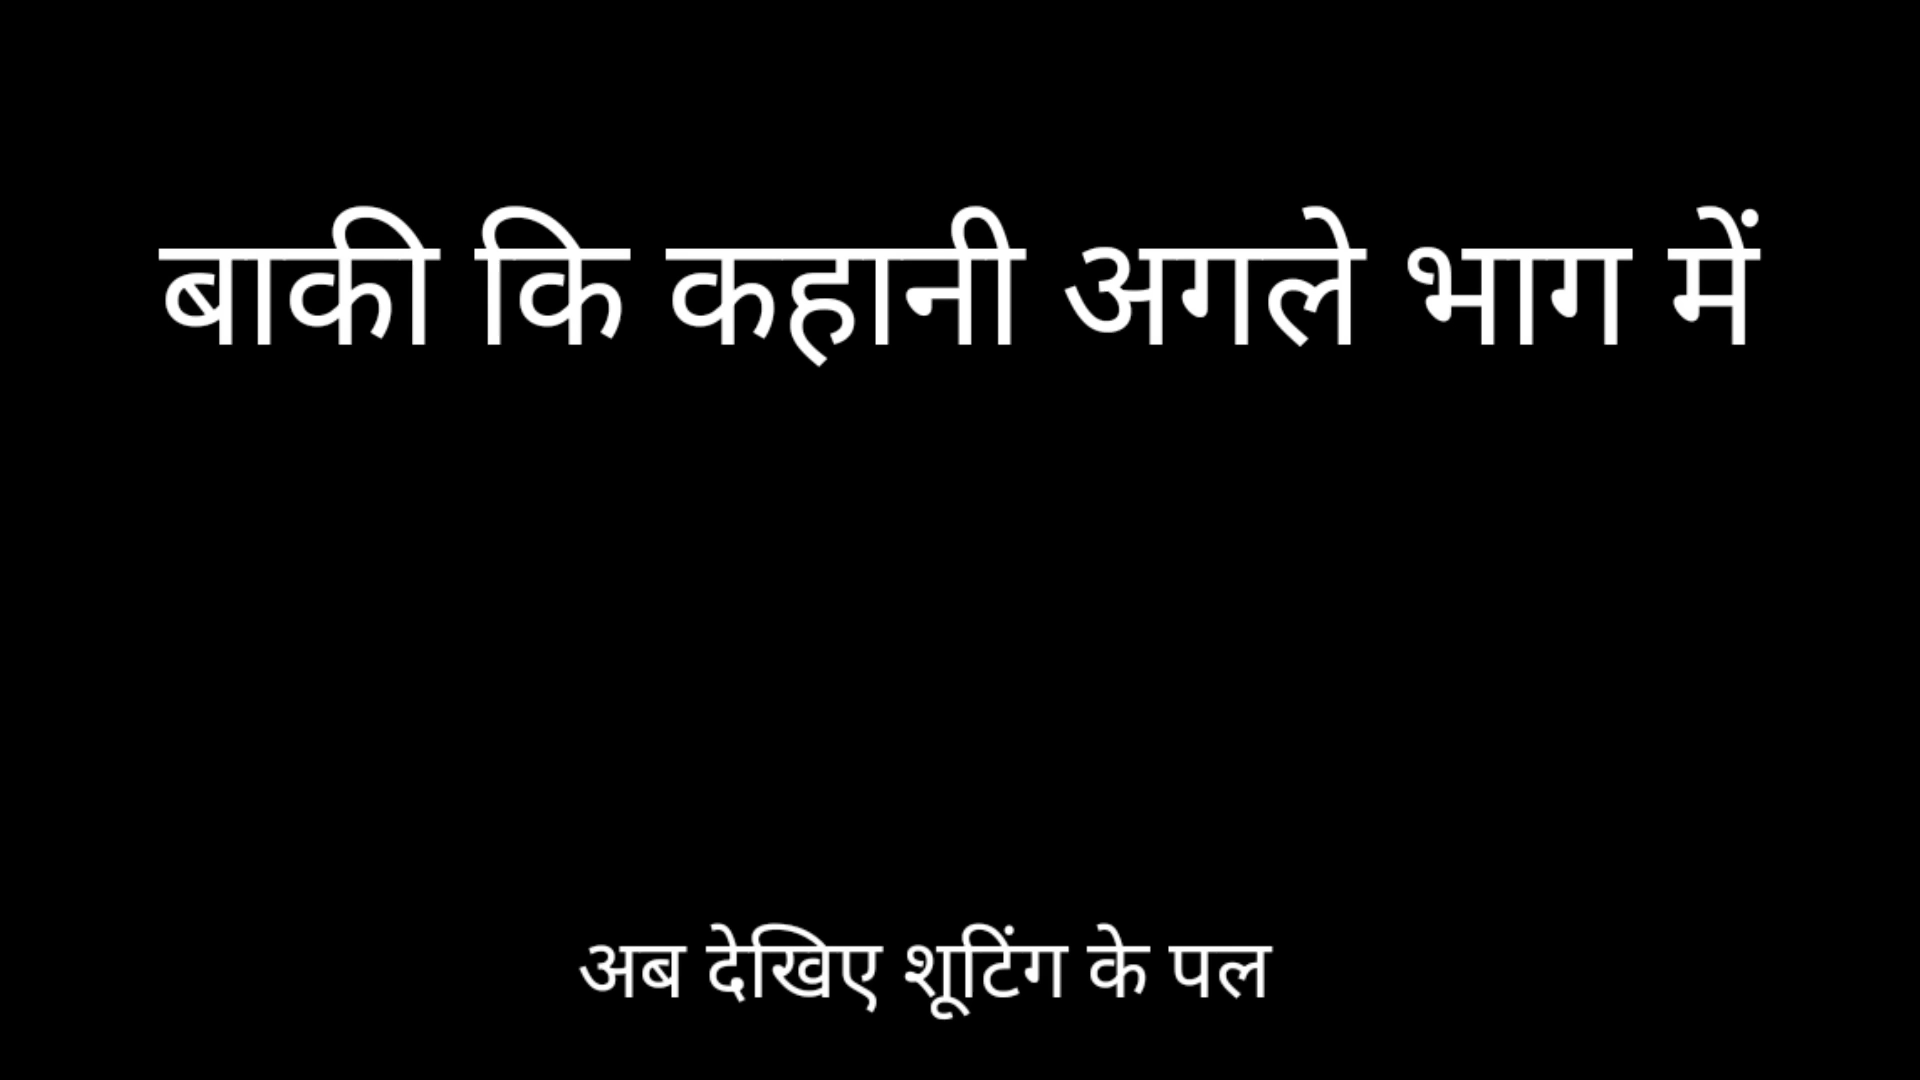 बाकी कि कहानी अगले भाग में
अब देखिए शूटिंग के पल